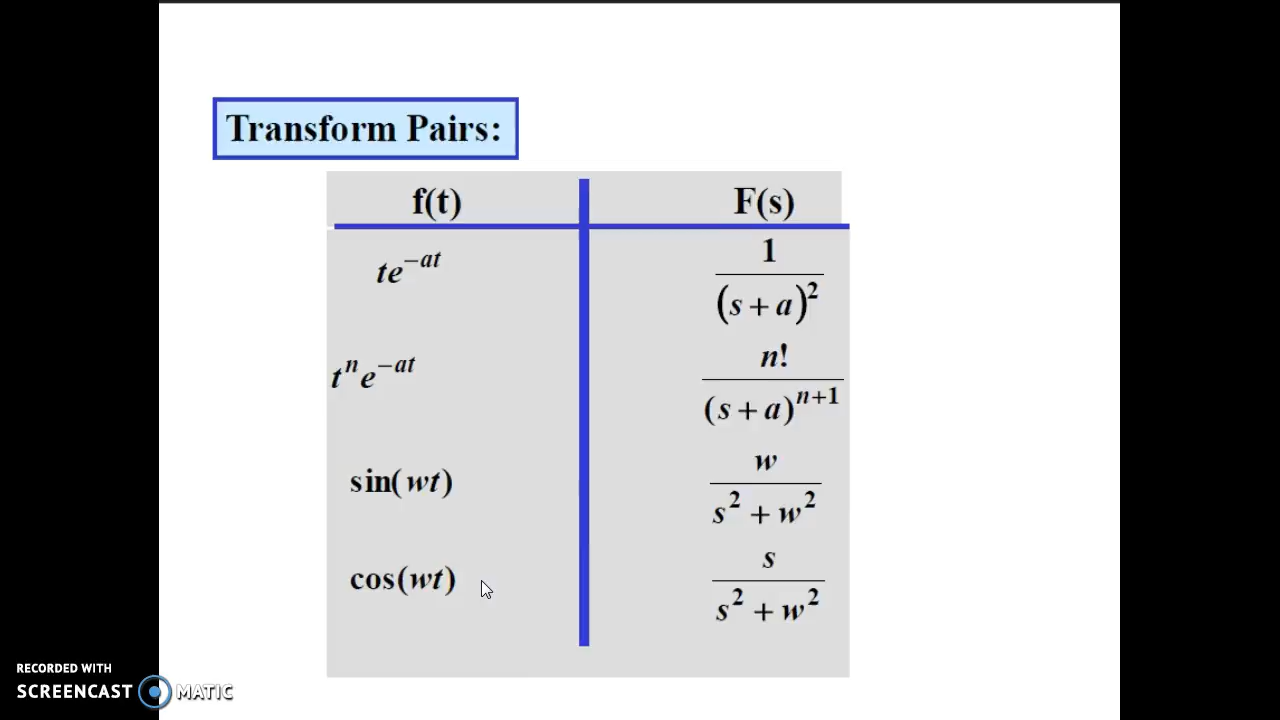 Transform Pairs:
f(t) F(s)
te^{-at} 1/(s+a)^2
t^n e^{-at} n!/(s+a)^{n+1}
sin(wt) w/(s^2+w^2)
cos(wt) s/(s^2+w^2)
RECORDED WITH
SCREENCAST MATIC